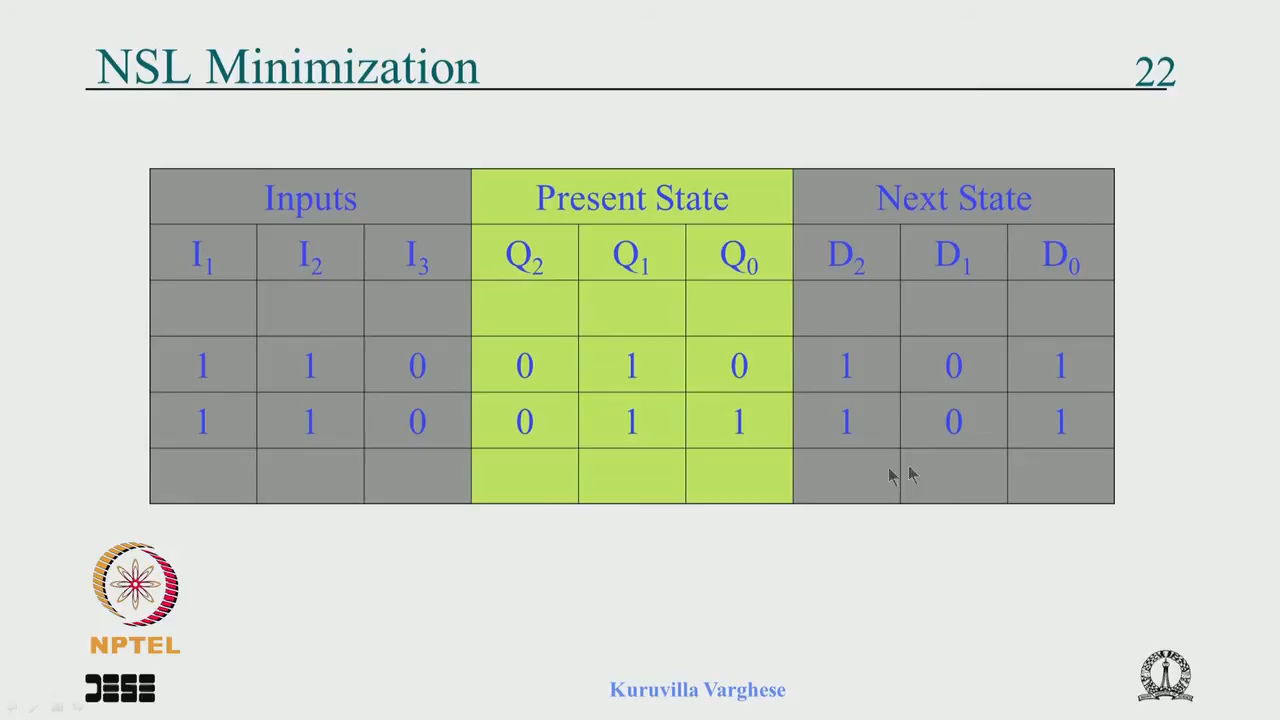 NSL Minimization
22
Inputs Present State Next State
I1 I2 I3 Q2 Q1 Q0 D2 D1 D0
1 1 0 0 1 0 1 0 1
1 1 0 0 1 1 1 0 1
NPTEL
Kuruvilla Varghese